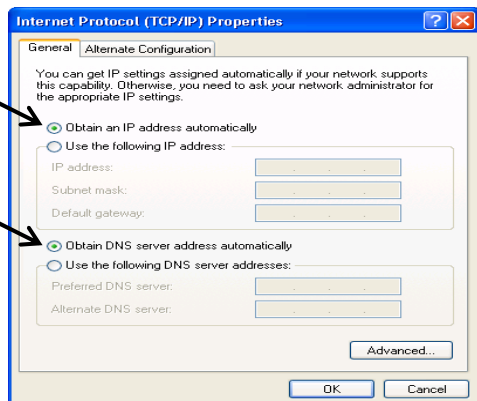 Internet Protocol (TCP/IP) Properties
General
Alternate Configuration
You can get IP settings assigned automatically if your network supports
this capability. Otherwise, you need to ask your network administrator for
the appropriate IP settings.
Obtain an IP address automatically
Use the following IP address:
IP address:
Subnet mask:
Default gateway:
Obtain DNS server address automatically
Use the following DNS server addresses:
Preferred DNS server:
Alternate DNS server:
Advanced...
OK
Cancel